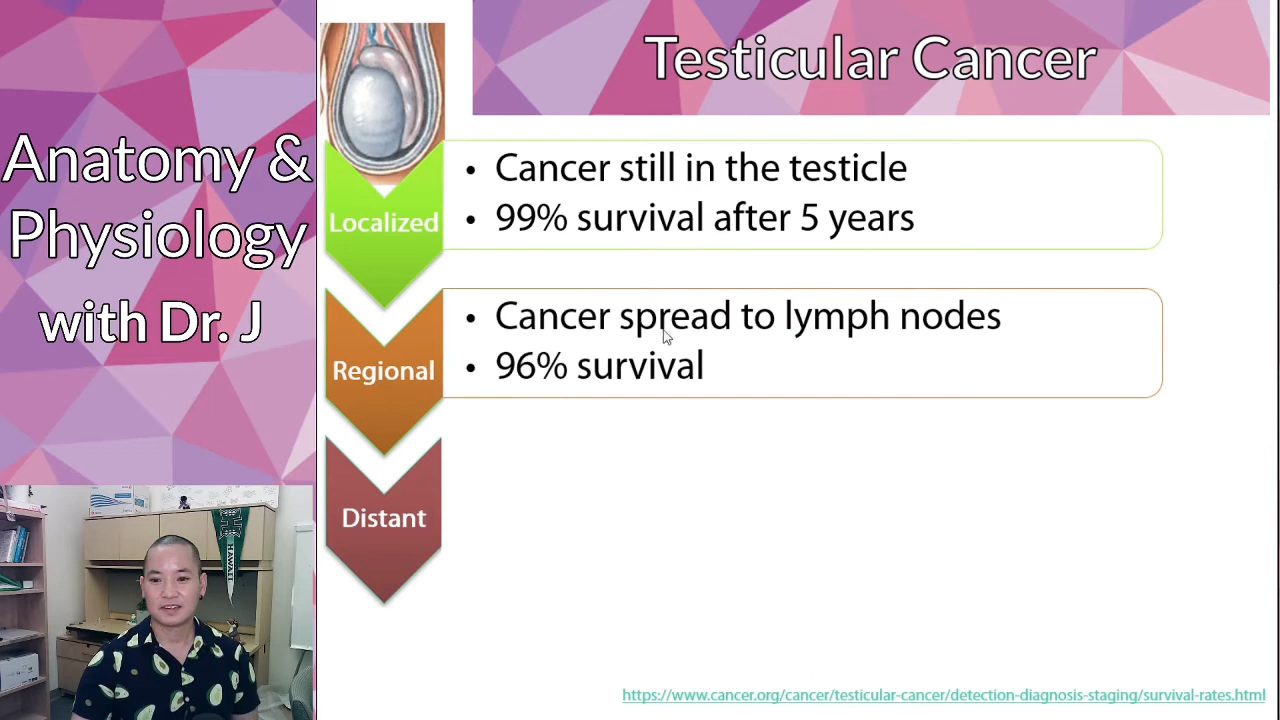 Testicular Cancer
Anatomy &
Physiology
with Dr. J
• Cancer still in the testicle
• 99% survival after 5 years
Localized
• Cancer spread to lymph nodes
• 96% survival
Regional
Distant
HAWAII
https://www.cancer.org/cancer/testicular-cancer/detection-diagnosis-staging/survival-rates.html